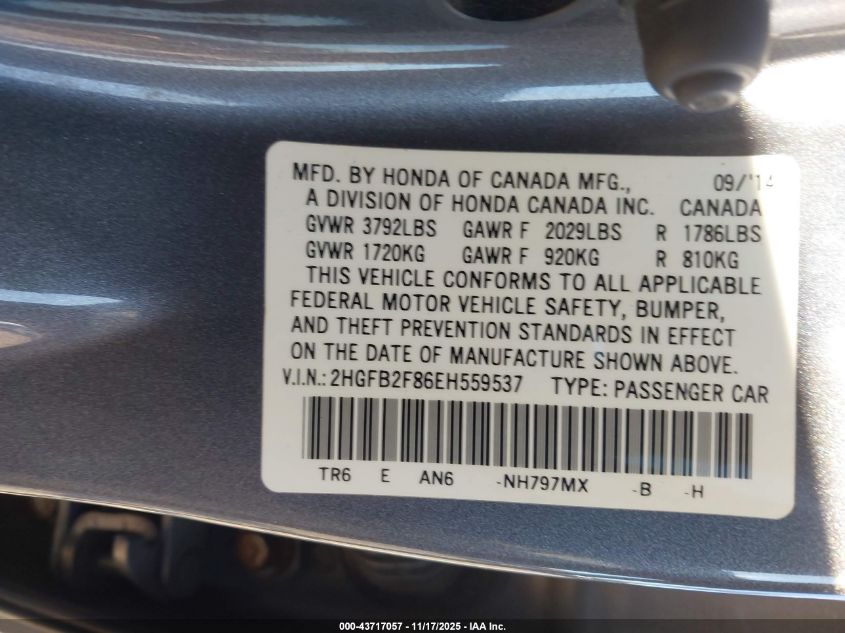 MFD. BY HONDA OF CANADA MFG., 09/'14
A DIVISION OF HONDA CANADA INC. CANADA
GVWR 3792LBS GAWR F 2029LBS R 1786LBS
GVWR 1720KG GAWR F 920KG R 810KG
THIS VEHICLE CONFORMS TO ALL APPLICABLE
FEDERAL MOTOR VEHICLE SAFETY, BUMPER,
AND THEFT PREVENTION STANDARDS IN EFFECT
ON THE DATE OF MANUFACTURE SHOWN ABOVE.
V.I.N.: 2HGFB2F86EH559537 TYPE: PASSENGER CAR
TR6 E AN6 -NH797MX -B -H
000-43717057 - 11/17/2025 - IAA Inc.